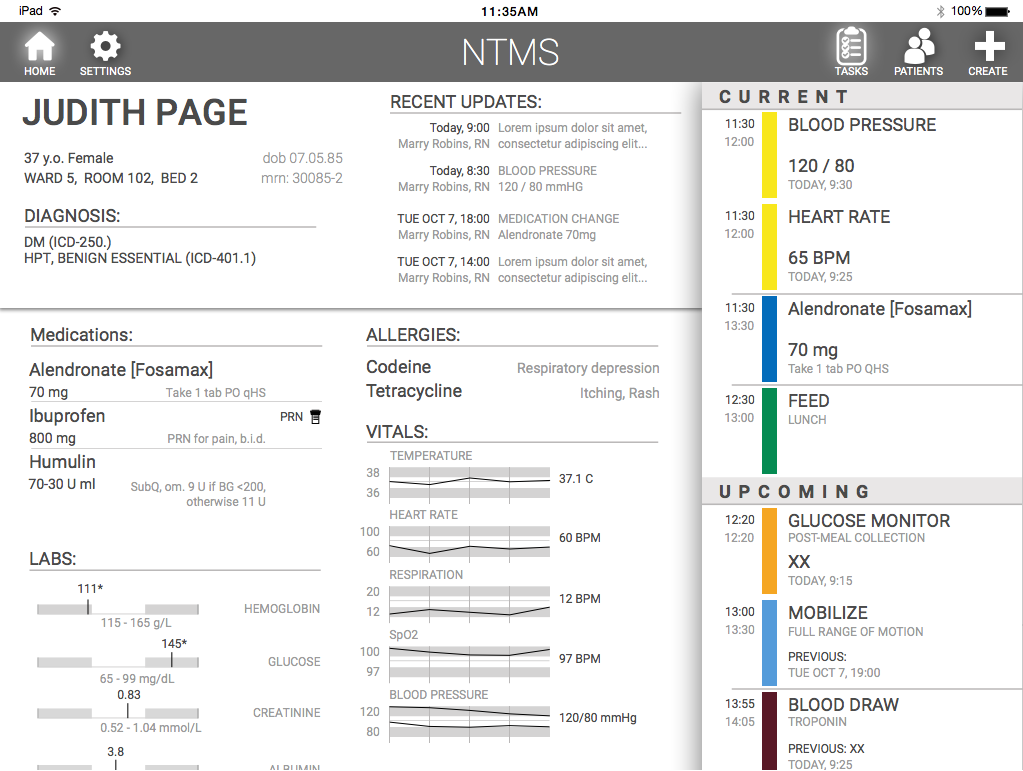 iPad 11:35AM 100%
HOME SETTINGS NTMS TASKS PATIENTS CREATE
JUDITH PAGE
37 y.o. Female dob 07.05.85
WARD 5, ROOM 102, BED 2 mrn: 30085-2
DIAGNOSIS:
DM (ICD-250.)
HPT, BENIGN ESSENTIAL (ICD-401.1)
RECENT UPDATES:
Today, 9:00 Lorem ipsum dolor sit amet,
Marry Robins, RN consectetur adipiscing elit...
Today, 8:30 BLOOD PRESSURE
Marry Robins, RN 120 / 80 mmHG
TUE OCT 7, 18:00 MEDICATION CHANGE
Marry Robins, RN Alendronate 70mg
TUE OCT 7, 14:00 Lorem ipsum dolor sit amet,
Marry Robins, RN consectetur adipiscing elit...
Medications:
Alendronate [Fosamax]
70 mg Take 1 tab PO qHS
Ibuprofen PRN
800 mg PRN for pain, b.i.d.
Humulin
70-30 U ml SubQ, om. 9 U if BG <200,
otherwise 11 U
LABS:
111*
HEMOGLOBIN
115 - 165 g/L
145*
GLUCOSE
65 - 99 mg/dL
0.83
CREATININE
0.52 - 1.04 mmol/L
3.8
ALBUMIN
ALLERGIES:
Codeine Respiratory depression
Tetracycline Itching, Rash
VITALS:
TEMPERATURE
38
37.1 C
36
HEART RATE
100
60 BPM
60
RESPIRATION
20
12 BPM
12
SpO2
100
97 BPM
97
BLOOD PRESSURE
120
120/80 mmHg
80
CURRENT
11:30 BLOOD PRESSURE
12:00
120 / 80
TODAY, 9:30
11:30 HEART RATE
12:00
65 BPM
TODAY, 9:25
11:30 Alendronate [Fosamax]
13:30
70 mg
Take 1 tab PO QHS
12:30 FEED
13:00 LUNCH
UPCOMING
12:20 GLUCOSE MONITOR
12:20 POST-MEAL COLLECTION
XX
TODAY, 9:15
13:00 MOBILIZE
13:30 FULL RANGE OF MOTION
PREVIOUS:
TUE OCT 7, 19:00
13:55 BLOOD DRAW
14:05 TROPONIN
PREVIOUS: XX
TODAY, 9:25